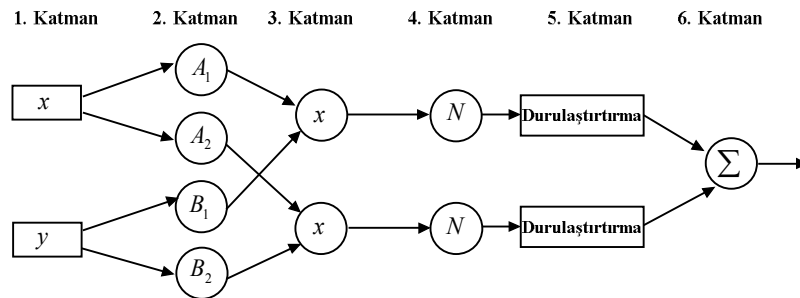 1. Katman 2. Katman 3. Katman 4. Katman 5. Katman 6. Katman
A₁
x
x N Durulaştırtırma
A₂
∑
B₁
y
x N Durulaştırtırma
B₂